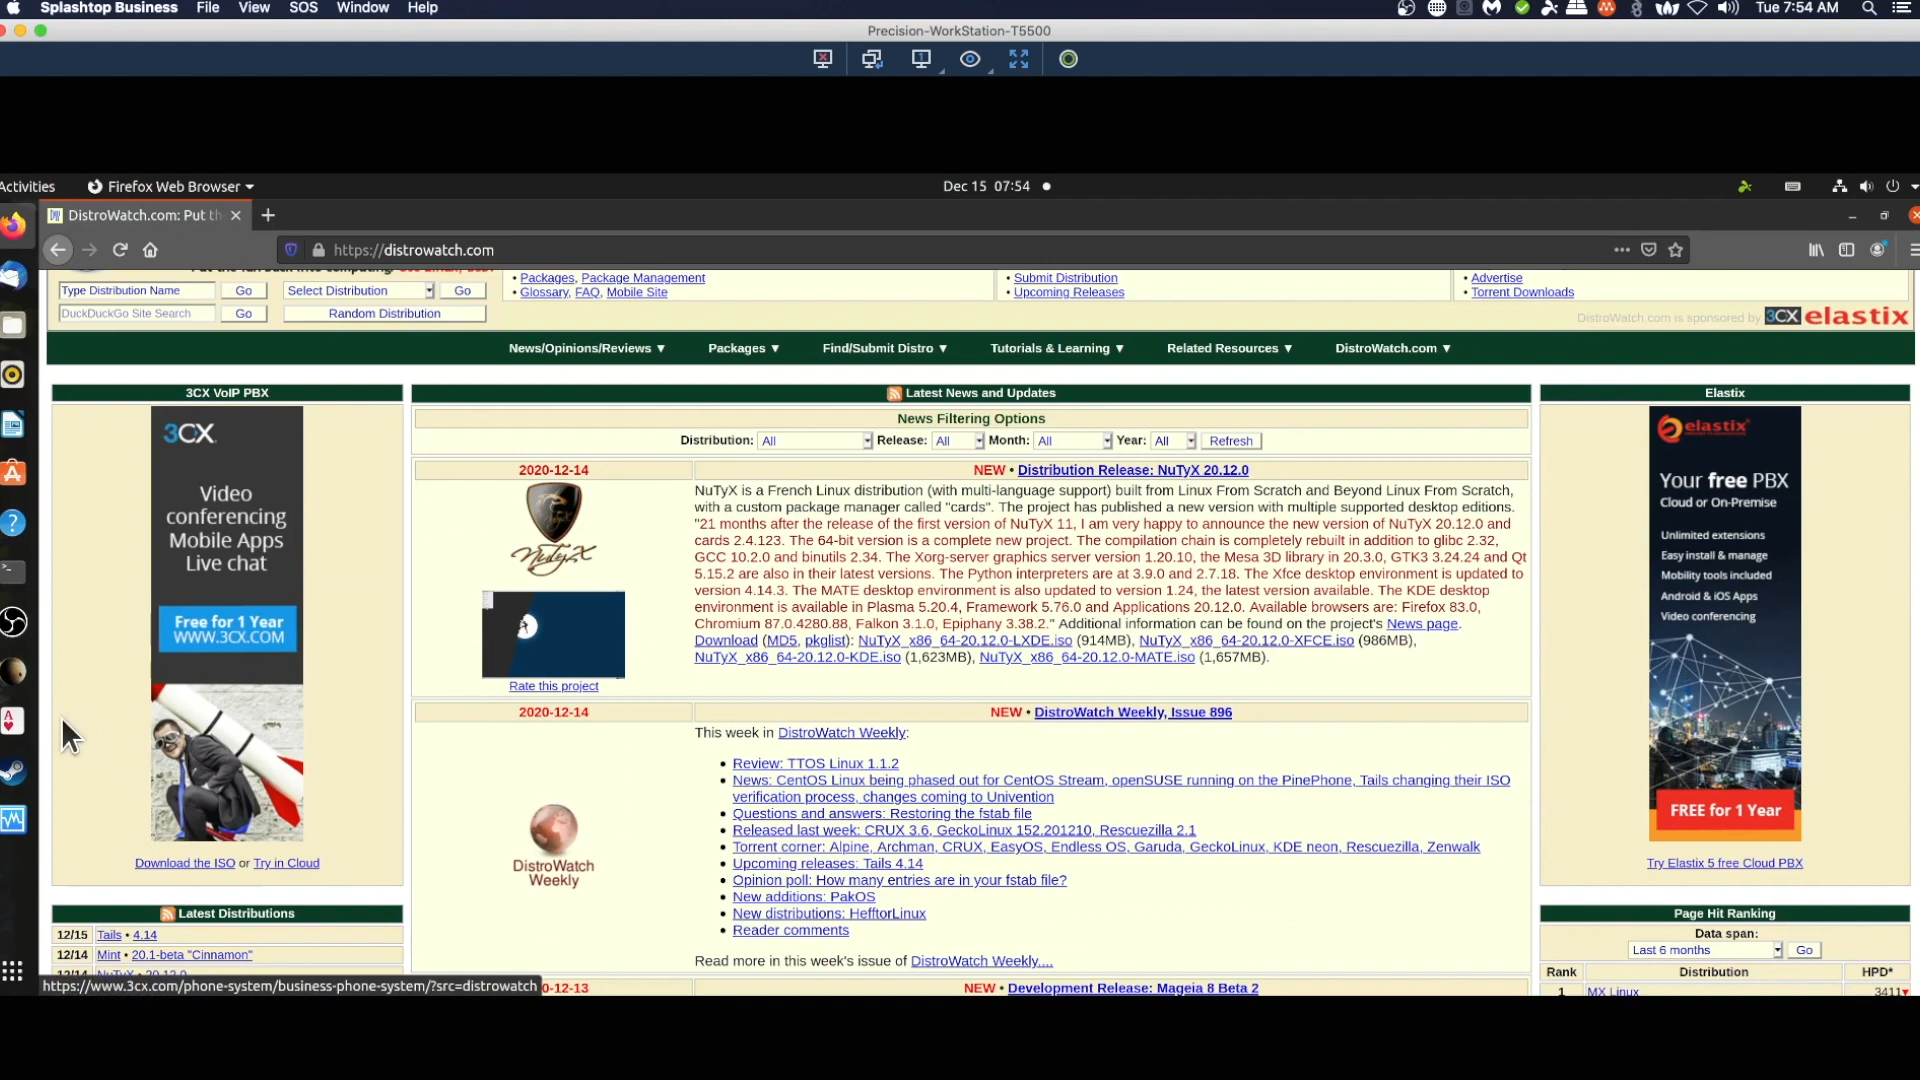 Splashtop Business File View SOS Window Help Tue 7:54 AM
Precision-WorkStation-T5500
Activities Firefox Web Browser Dec 15 07:54
DistroWatch.com: Put th
https://distrowatch.com
Type Distribution Name Go Select Distribution Go
DuckDuckGo Site Search Go Random Distribution
• Packages, Package Management
• Glossary, FAQ, Mobile Site
• Submit Distribution
• Upcoming Releases
• Advertise
• Torrent Downloads
DistroWatch.com is sponsored by 3CX elastix
News/Opinions/Reviews ▼ Packages ▼ Find/Submit Distro ▼ Tutorials & Learning ▼ Related Resources ▼ DistroWatch.com ▼
3CX VoIP PBX
3CX
Video
conferencing
Mobile Apps
Live chat
Free for 1 Year
WWW.3CX.COM
Download the ISO or Try in Cloud
Latest Distributions
12/15 Tails • 4.14
12/14 Mint • 20.1-beta "Cinnamon"
12/14 NuTyX • 20.12.0
https://www.3cx.com/phone-system/business-phone-system/?src=distrowatch
Latest News and Updates
News Filtering Options
Distribution: All Release: All Month: All Year: All Refresh
2020-12-14 NEW • Distribution Release: NuTyX 20.12.0
NuTyX
Rate this project
NuTyX is a French Linux distribution (with multi-language support) built from Linux From Scratch and Beyond Linux From Scratch,
with a custom package manager called "cards". The project has published a new version with multiple supported desktop editions.
"21 months after the release of the first version of NuTyX 11, I am very happy to announce the new version of NuTyX 20.12.0 and
cards 2.4.123. The 64-bit version is a complete new project. The compilation chain is completely rebuilt in addition to glibc 2.32,
GCC 10.2.0 and binutils 2.34. The Xorg-server graphics server version 1.20.10, the Mesa 3D library in 20.3.0, GTK3 3.24.24 and Qt
5.15.2 are also in their latest versions. The Python interpreters are at 3.9.0 and 2.7.18. The Xfce desktop environment is updated to
version 4.14.3. The MATE desktop environment is also updated to version 1.24, the latest version available. The KDE desktop
environment is available in Plasma 5.20.4, Framework 5.76.0 and Applications 20.12.0. Available browsers are: Firefox 83.0,
Chromium 87.0.4280.88, Falkon 3.1.0, Epiphany 3.38.2." Additional information can be found on the project's News page.
Download (MD5, pkglist): NuTyX_x86_64-20.12.0-LXDE.iso (914MB), NuTyX_x86_64-20.12.0-XFCE.iso (986MB),
NuTyX_x86_64-20.12.0-KDE.iso (1,623MB), NuTyX_x86_64-20.12.0-MATE.iso (1,657MB).
2020-12-14 NEW • DistroWatch Weekly, Issue 896
DistroWatch
Weekly
This week in DistroWatch Weekly:
• Review: TTOS Linux 1.1.2
• News: CentOS Linux being phased out for CentOS Stream, openSUSE running on the PinePhone, Tails changing their ISO
verification process, changes coming to Univention
• Questions and answers: Restoring the fstab file
• Released last week: CRUX 3.6, GeckoLinux 152.201210, Rescuezilla 2.1
• Torrent corner: Alpine, Archman, CRUX, EasyOS, Endless OS, Garuda, GeckoLinux, KDE neon, Rescuezilla, Zenwalk
• Upcoming releases: Tails 4.14
• Opinion poll: How many entries are in your fstab file?
• New additions: PakOS
• New distributions: HefftorLinux
• Reader comments
Read more in this week's issue of DistroWatch Weekly....
0-12-13 NEW • Development Release: Mageia 8 Beta 2
Elastix
elastix
Your free PBX
Cloud or On-Premise
Unlimited extensions
Easy install & manage
Mobility tools included
Android & iOS Apps
Video conferencing
FREE for 1 Year
Try Elastix 5 free Cloud PBX
Page Hit Ranking
Data span:
Last 6 months Go
Rank Distribution HPD*
1 MX Linux 3411